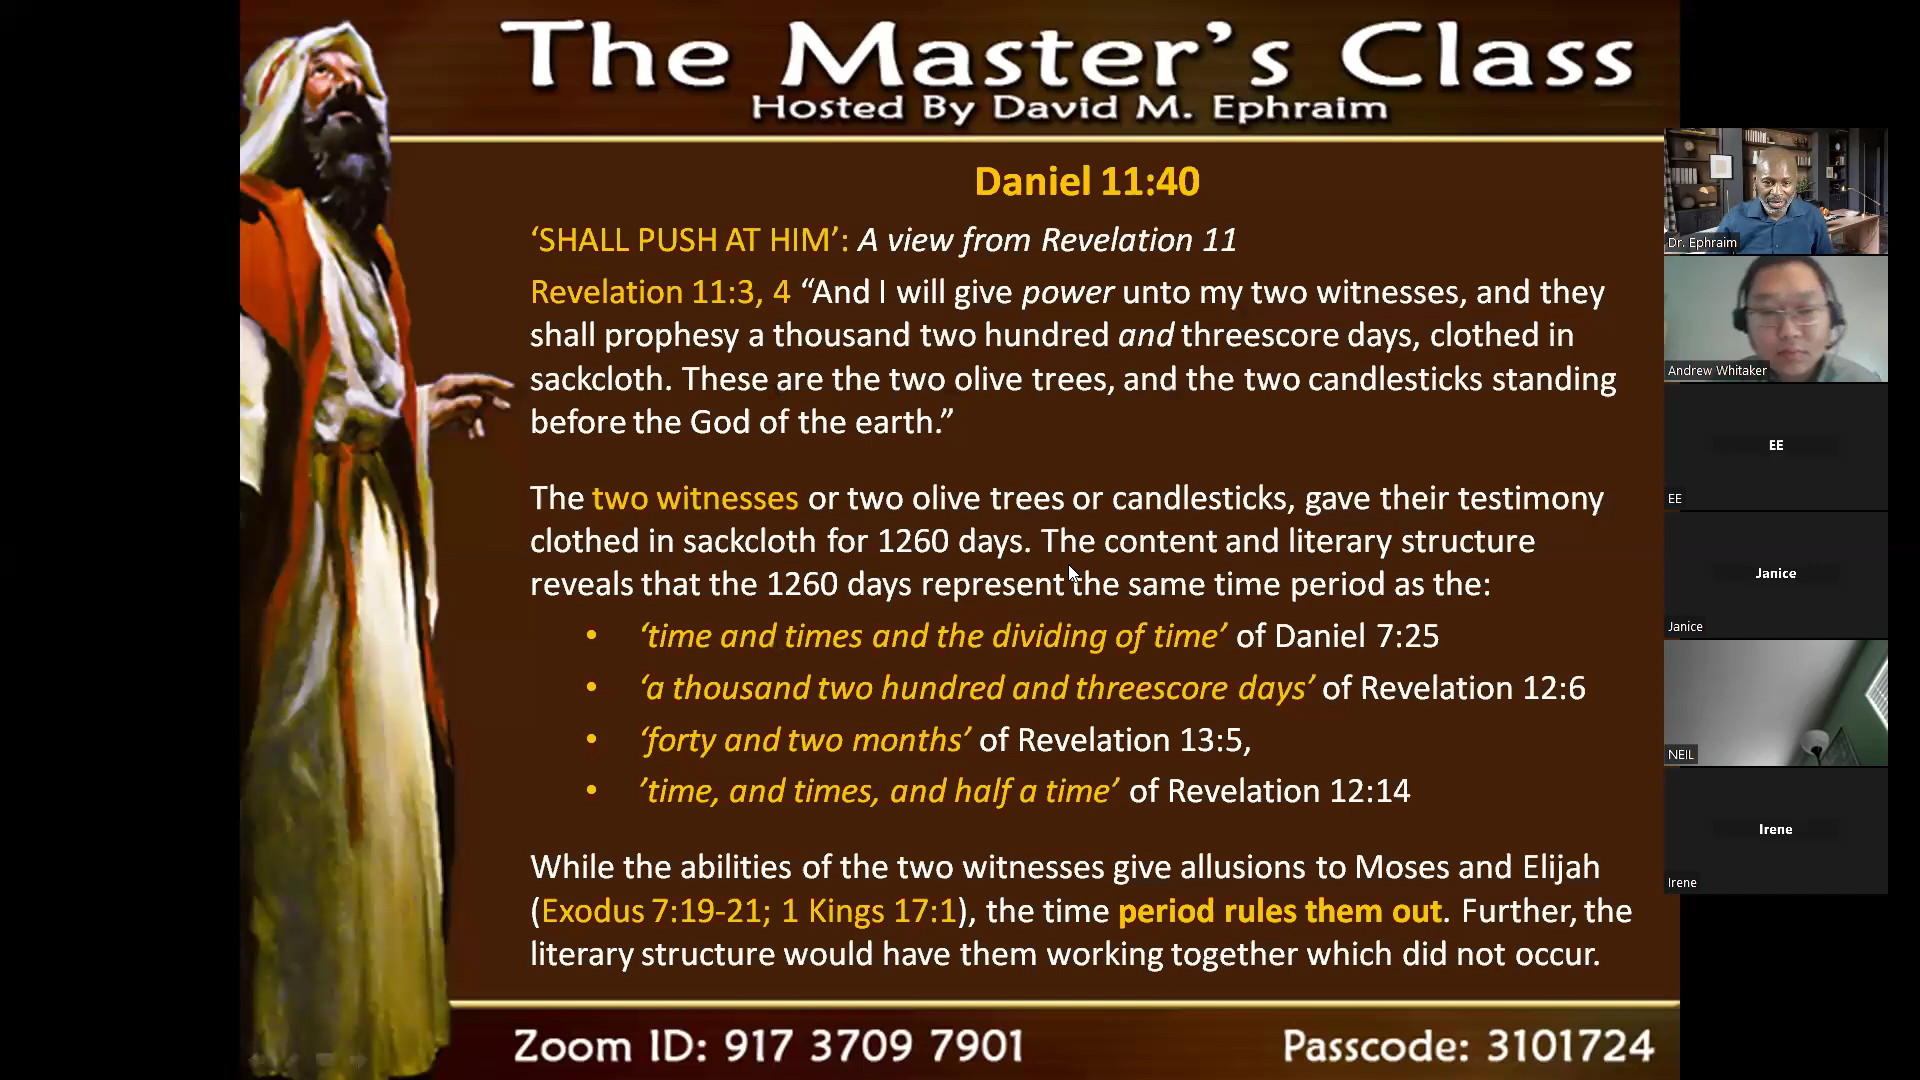 The Master's Class
Hosted By David M. Ephraim
Daniel 11:40
‘SHALL PUSH AT HIM’: A view from Revelation 11
Revelation 11:3, 4 “And I will give power unto my two witnesses, and they
shall prophesy a thousand two hundred and threescore days, clothed in
sackcloth. These are the two olive trees, and the two candlesticks standing
before the God of the earth.”
The two witnesses or two olive trees or candlesticks, gave their testimony
clothed in sackcloth for 1260 days. The content and literary structure
reveals that the 1260 days represent the same time period as the:
• ‘time and times and the dividing of time’ of Daniel 7:25
• ‘a thousand two hundred and threescore days’ of Revelation 12:6
• ‘forty and two months’ of Revelation 13:5,
• ’time, and times, and half a time’ of Revelation 12:14
While the abilities of the two witnesses give allusions to Moses and Elijah
(Exodus 7:19-21; 1 Kings 17:1), the time period rules them out. Further, the
literary structure would have them working together which did not occur.
Zoom ID: 917 3709 7901 Passcode: 3101724
Dr. Ephraim
Andrew Whitaker
EE
EE
Janice
Janice
NEIL
Irene
Irene